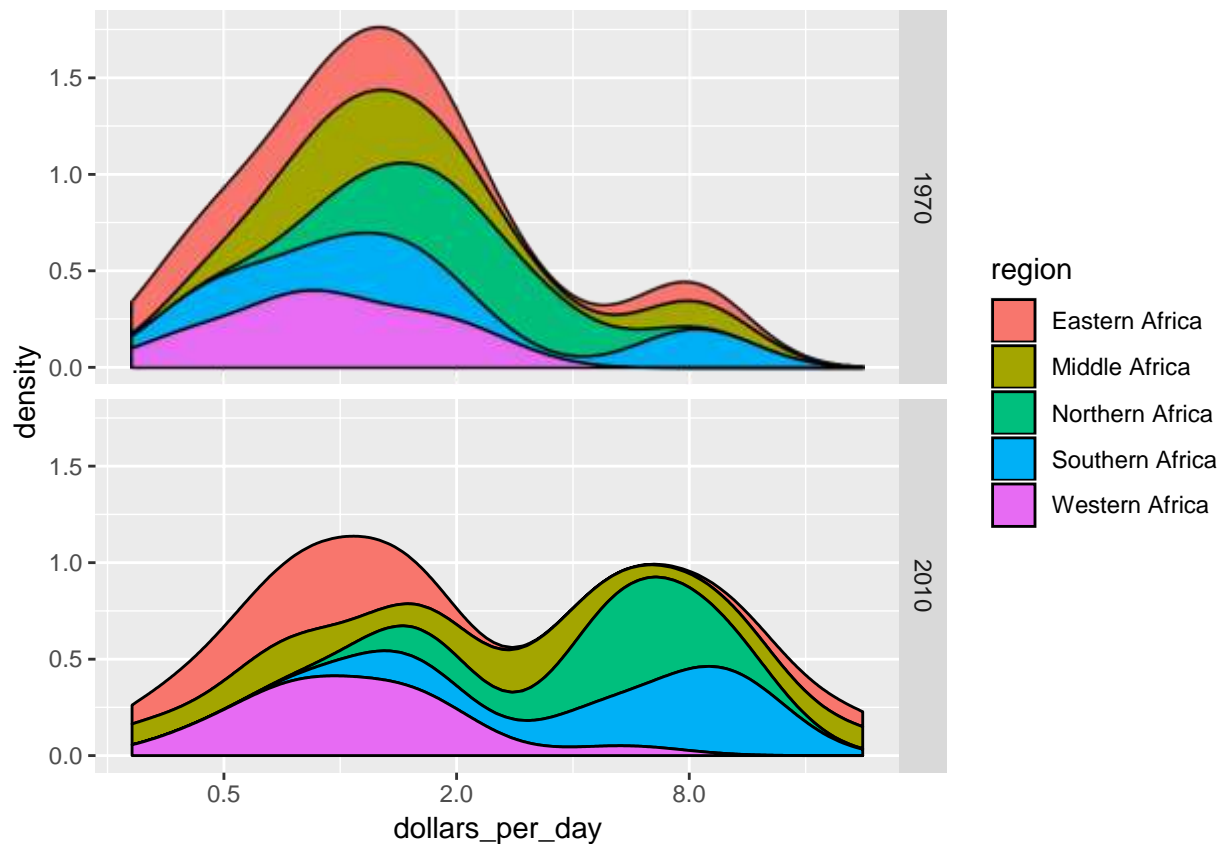 1.5
1.0
0.5
0.0
1970
density
1.5
1.0
0.5
0.0
2010
0.5 2.0 8.0
dollars_per_day
region
Eastern Africa
Middle Africa
Northern Africa
Southern Africa
Western Africa